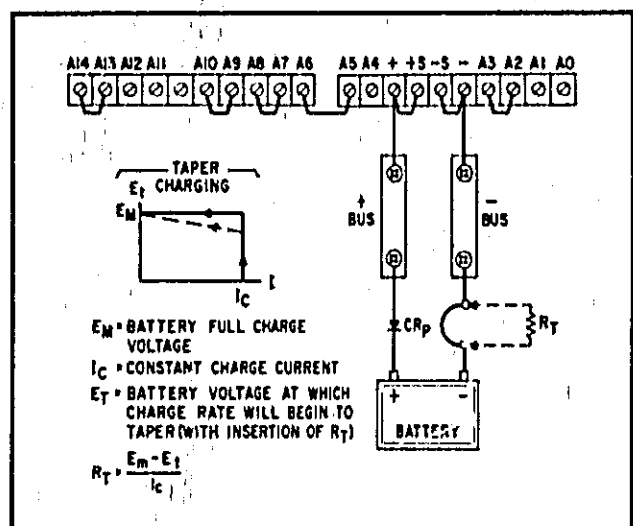 A14 A13 A12 A11 A10 A9 A8 A7 A6 A5 A4 + +S -S - A3 A2 A1 A0
TAPER
CHARGING
Et
EM
I
IC
+
BUS
-
BUS
CRP
RT
+ -
BATTERY
EM = BATTERY FULL CHARGE
VOLTAGE
IC = CONSTANT CHARGE CURRENT
ET = BATTERY VOLTAGE AT WHICH
CHARGE RATE WILL BEGIN TO
TAPER (WITH INSERTION OF RT)
RT = Em - Et
Ic